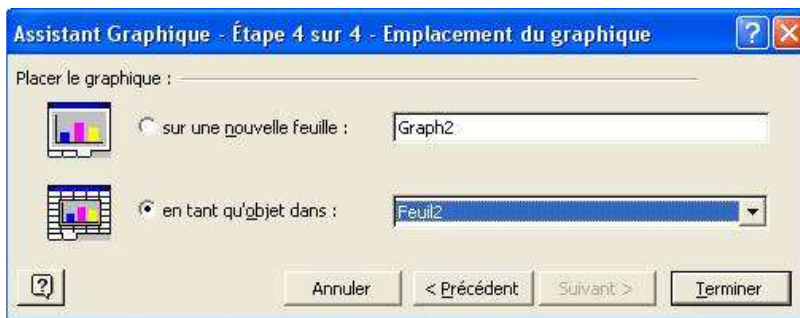 Assistant Graphique - Étape 4 sur 4 - Emplacement du graphique
Placer le graphique :
sur une nouvelle feuille : Graph2
en tant qu'objet dans : Feuil2
Annuler < Précédent Suivant > Terminer